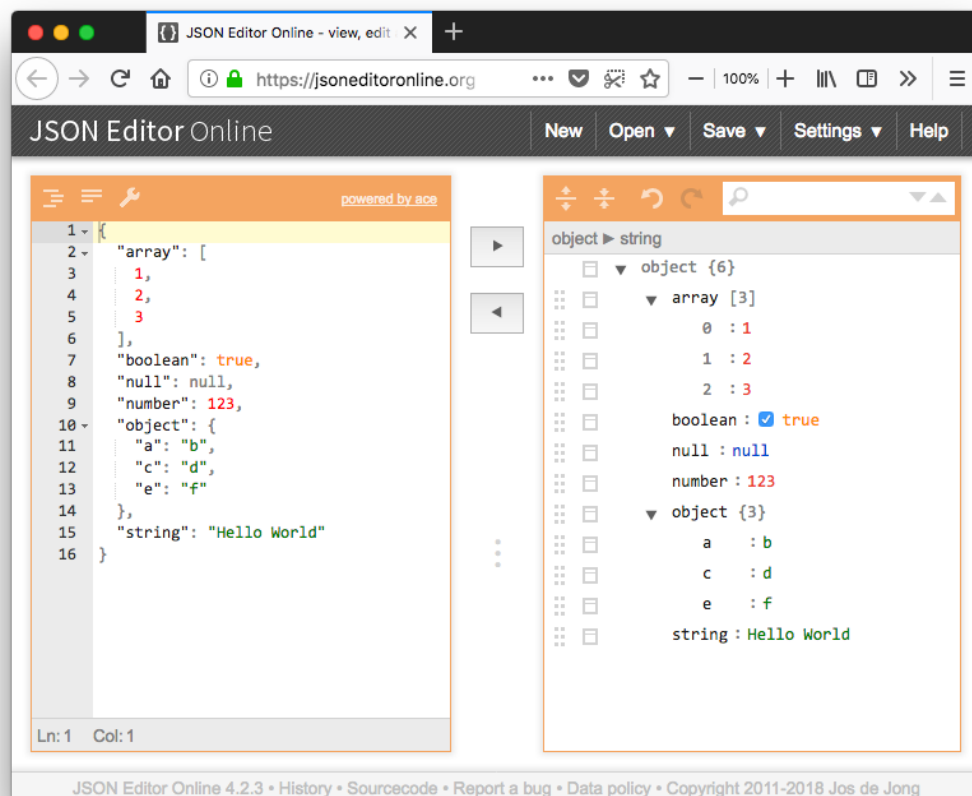 JSON Editor Online - view, edit
https://jsoneditoronline.org
100%
JSON Editor Online
New Open ▼ Save ▼ Settings ▼ Help
powered by ace
1 {
2 "array": [
3 1,
4 2,
5 3
6 ],
7 "boolean": true,
8 "null": null,
9 "number": 123,
10 "object": {
11 "a": "b",
12 "c": "d",
13 "e": "f"
14 },
15 "string": "Hello World"
16 }
Ln: 1 Col: 1
object ► string
▼ object {6}
▼ array [3]
0 : 1
1 : 2
2 : 3
boolean : true
null : null
number : 123
▼ object {3}
a : b
c : d
e : f
string : Hello World
JSON Editor Online 4.2.3 • History • Sourcecode • Report a bug • Data policy • Copyright 2011-2018 Jos de Jong